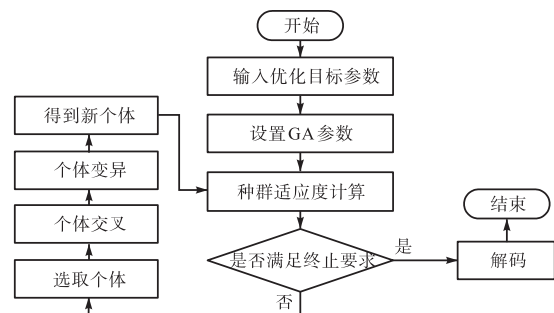 开始
输入优化目标参数
设置GA参数
种群适应度计算
是否满足终止要求
是
否
解码
结束
选取个体
个体交叉
个体变异
得到新个体